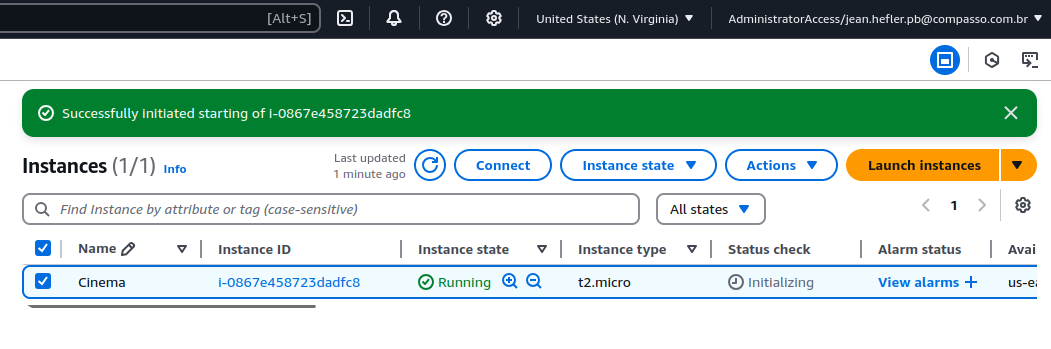 [Alt+S] United States (N. Virginia) AdministratorAccess/jean.hefler.pb@compasso.com.br
Successfully initiated starting of i-0867e458723dadfc8
Instances (1/1) Info Last updated 1 minute ago Connect Instance state Actions Launch instances
Find Instance by attribute or tag (case-sensitive) All states 1
Name Instance ID Instance state Instance type Status check Alarm status Avai
Cinema i-0867e458723dadfc8 Running t2.micro Initializing View alarms + us-ea